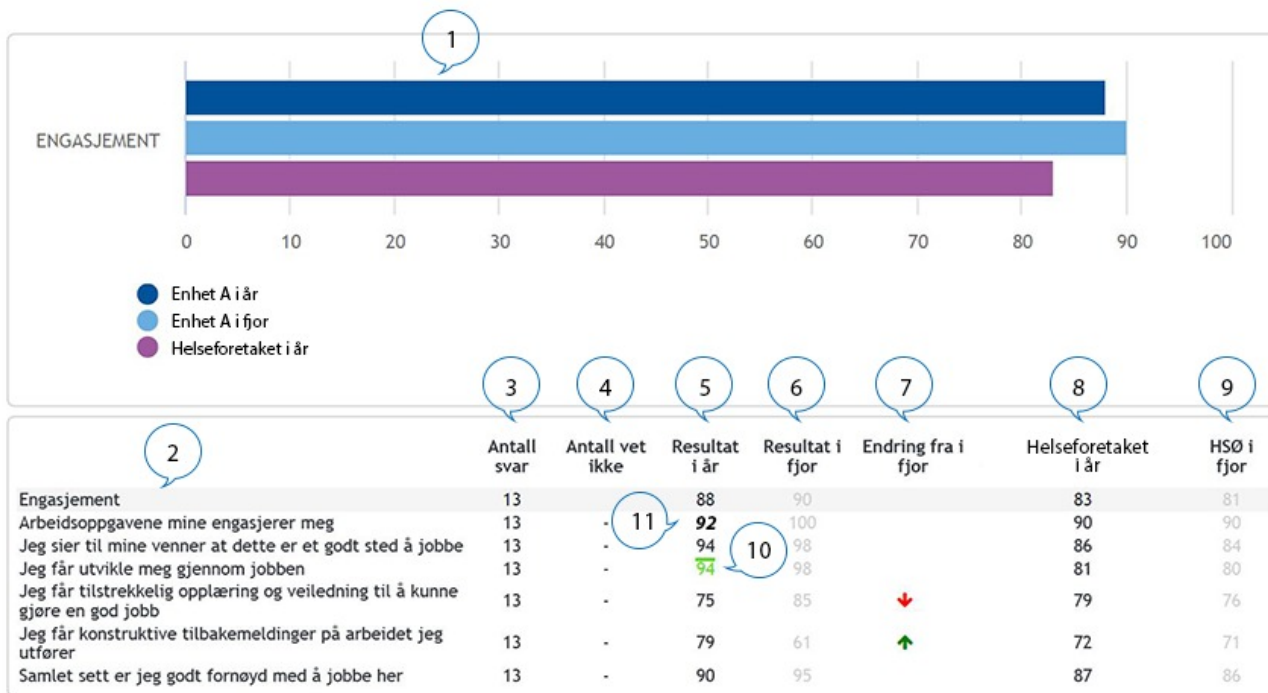 1
ENGASJEMENT
0 10 20 30 40 50 60 70 80 90 100
Enhet A i år
Enhet A i fjor
Helseforetaket i år
3 4 5 6 7 8 9
2
Antall svar Antall vet ikke Resultat i år Resultat i fjor Endring fra i fjor Helseforetaket i år HSØ i fjor
Engasjement 13 88 90 83 81
Arbeidsoppgavene mine engasjerer meg 13 - 11 92 100 90 90
Jeg sier til mine venner at dette er et godt sted å jobbe 13 - 94 98 86 84
10
Jeg får utvikle meg gjennom jobben 13 - 94 98 81 80
Jeg får tilstrekkelig opplæring og veiledning til å kunne
gjøre en god jobb 13 - 75 85 79 76
Jeg får konstruktive tilbakemeldinger på arbeidet jeg
utfører 13 - 79 61 72 71
Samlet sett er jeg godt fornøyd med å jobbe her 13 - 90 95 87 86